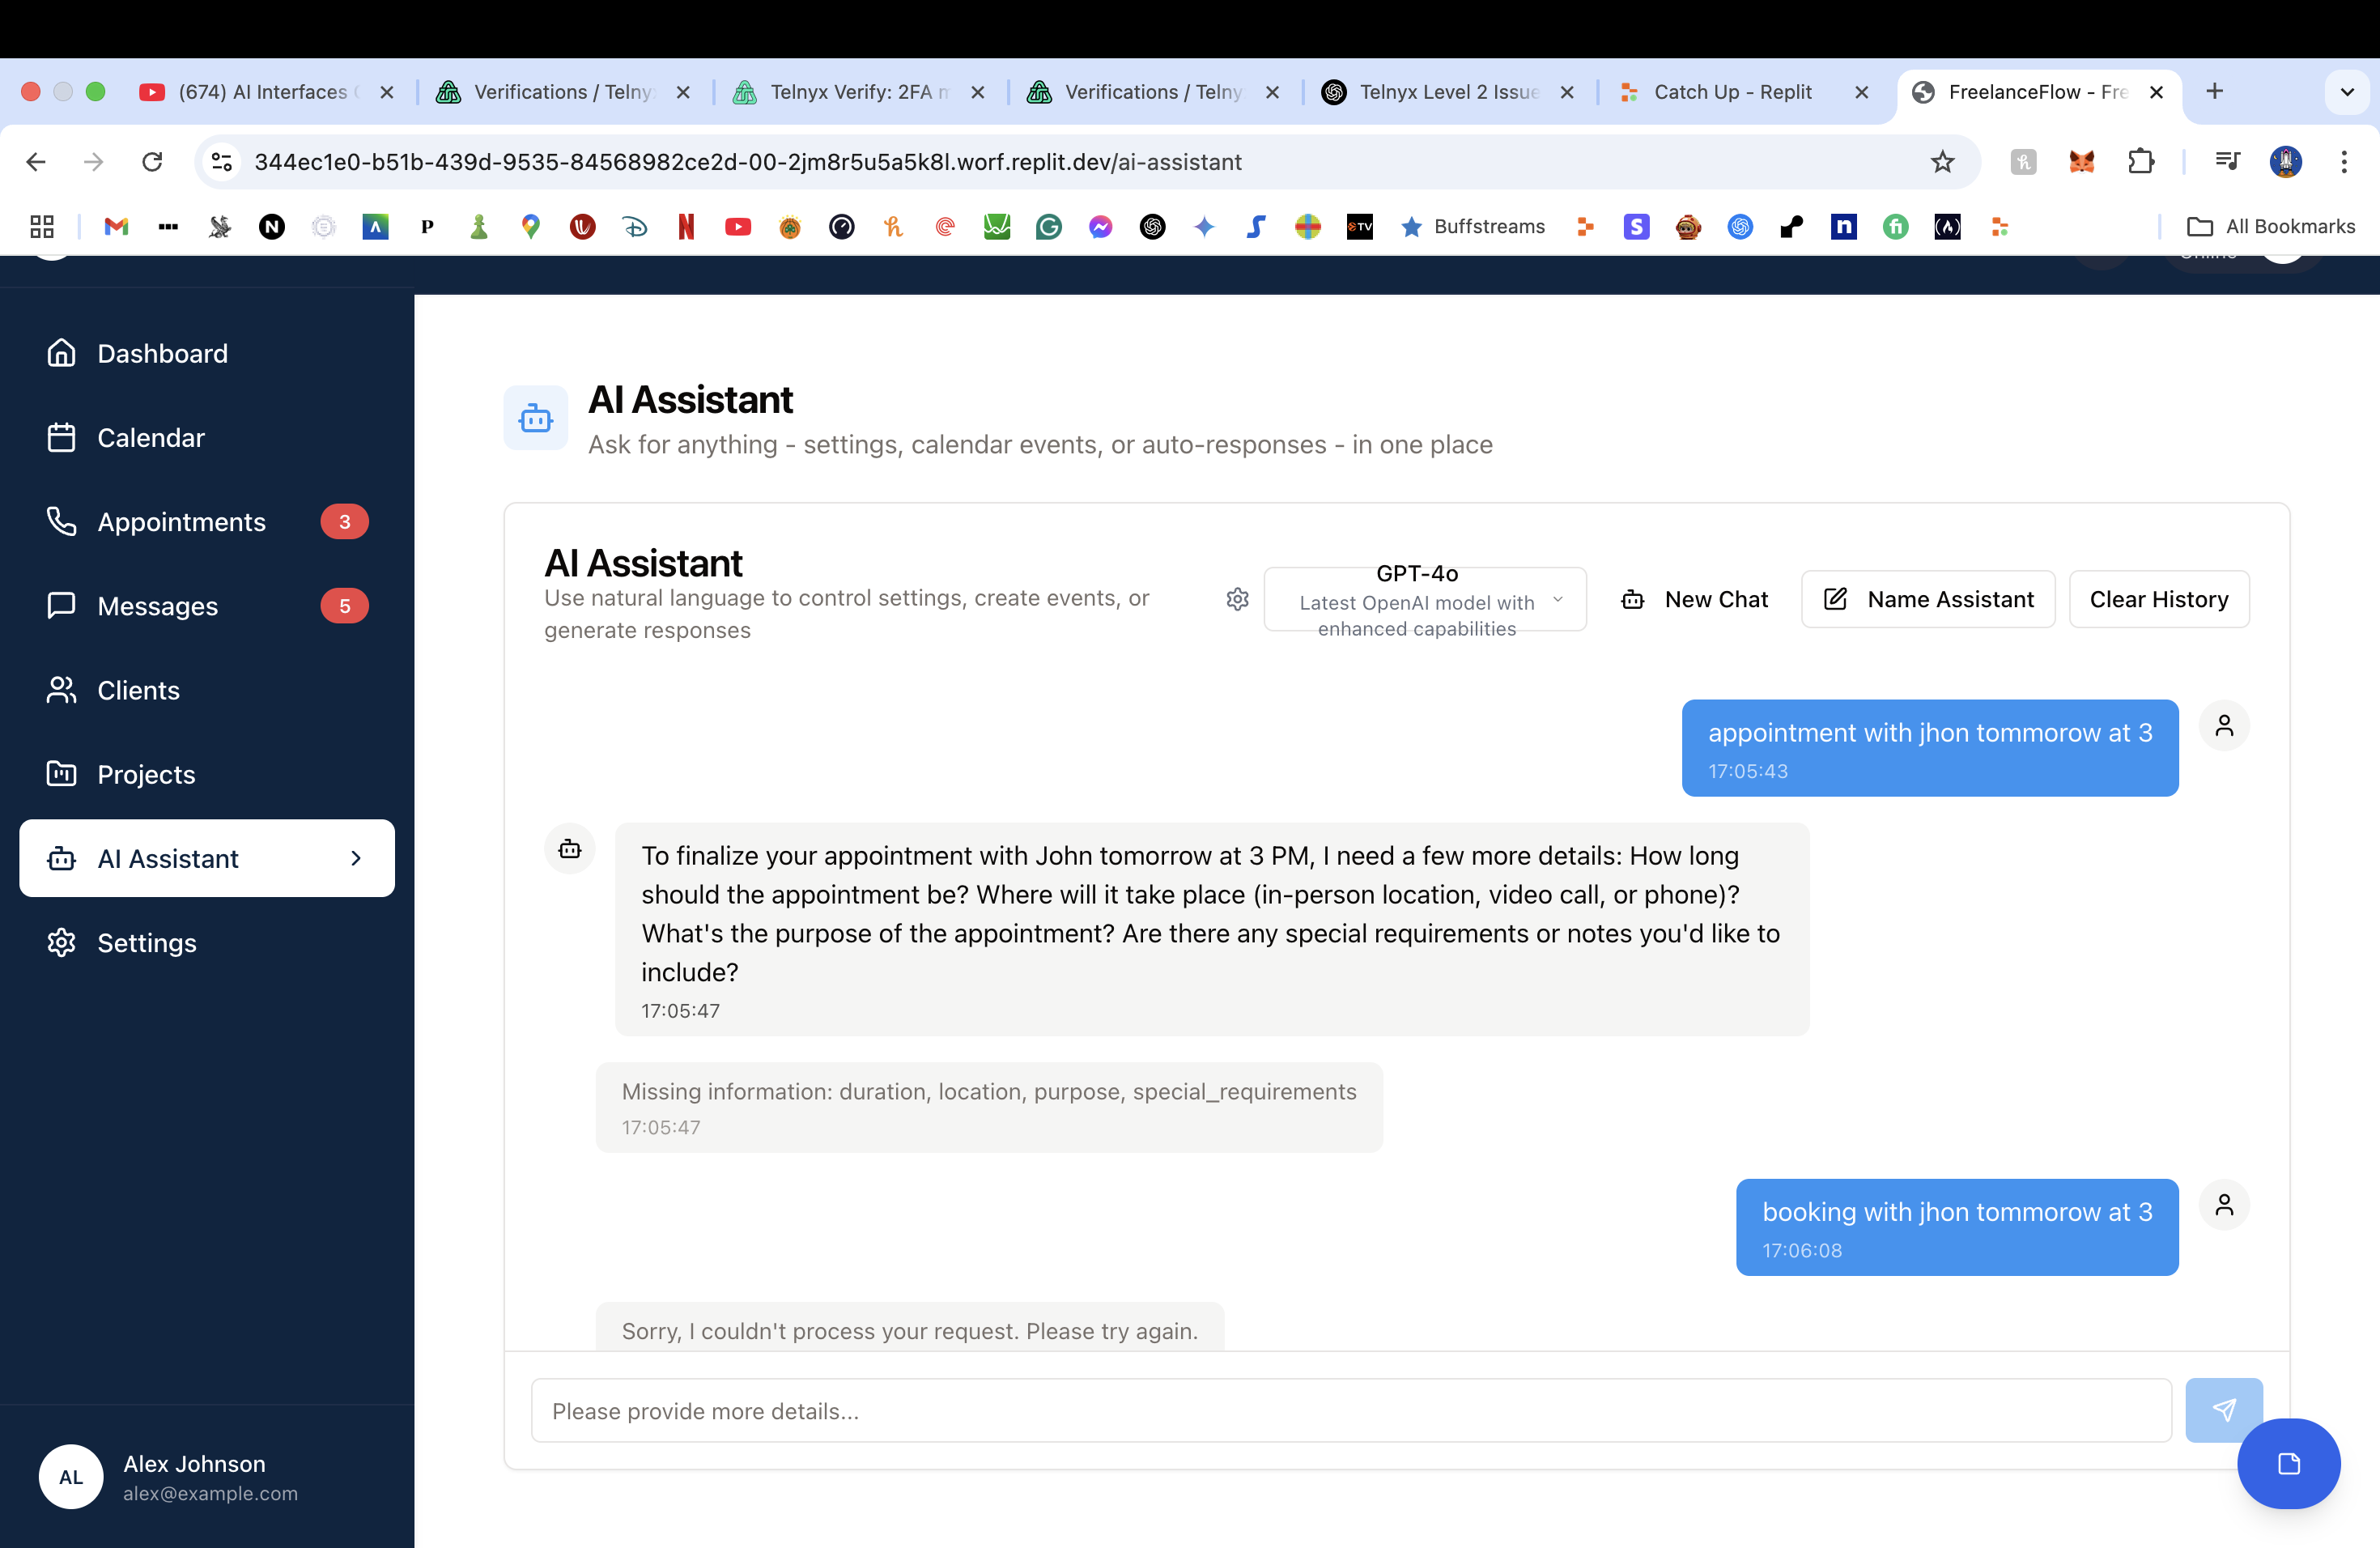 (674) AI Interfaces
Verifications / Telny
Telnyx Verify: 2FA
Verifications / Telny
Telnyx Level 2 Issue
Catch Up - Replit
FreelanceFlow - Fre
344ec1e0-b51b-439d-9535-84568982ce2d-00-2jm8r5u5a5k8l.worf.replit.dev/ai-assistant
Buffstreams
All Bookmarks
Dashboard
Calendar
Appointments
3
Messages
5
Clients
Projects
AI Assistant
Settings
AL
Alex Johnson
alex@example.com
AI Assistant
Ask for anything - settings, calendar events, or auto-responses - in one place
AI Assistant
Use natural language to control settings, create events, or
generate responses
GPT-4o
Latest OpenAI model with
enhanced capabilities
New Chat
Name Assistant
Clear History
appointment with jhon tommorow at 3
17:05:43
To finalize your appointment with John tomorrow at 3 PM, I need a few more details: How long
should the appointment be? Where will it take place (in-person location, video call, or phone)?
What's the purpose of the appointment? Are there any special requirements or notes you'd like to
include?
17:05:47
Missing information: duration, location, purpose, special_requirements
17:05:47
booking with jhon tommorow at 3
17:06:08
Sorry, I couldn't process your request. Please try again.
Please provide more details...